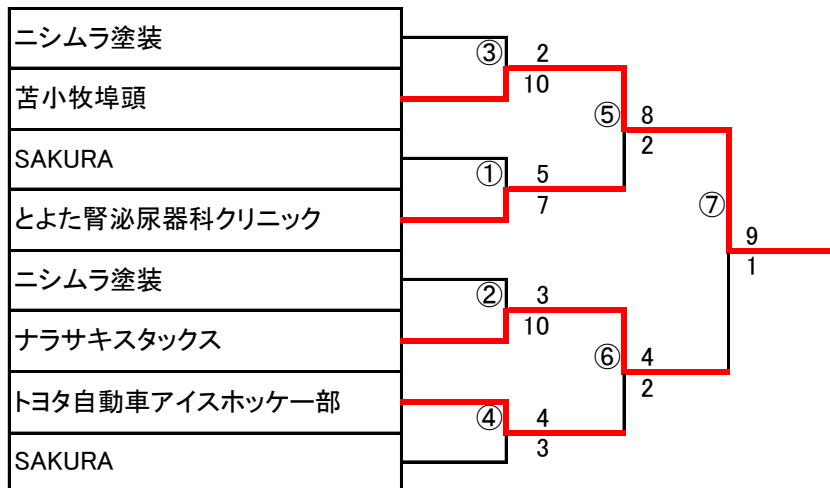 ニシムラ塗装
苫小牧埠頭
SAKURA
とよた腎泌尿器科クリニック
ニシムラ塗装
ナラサキスタックス
トヨタ自動車アイスホッケー部
SAKURA
③ 2
10
① 5
7
② 3
10
④ 4
3
⑤ 8
2
⑥ 4
2
⑦ 9
1